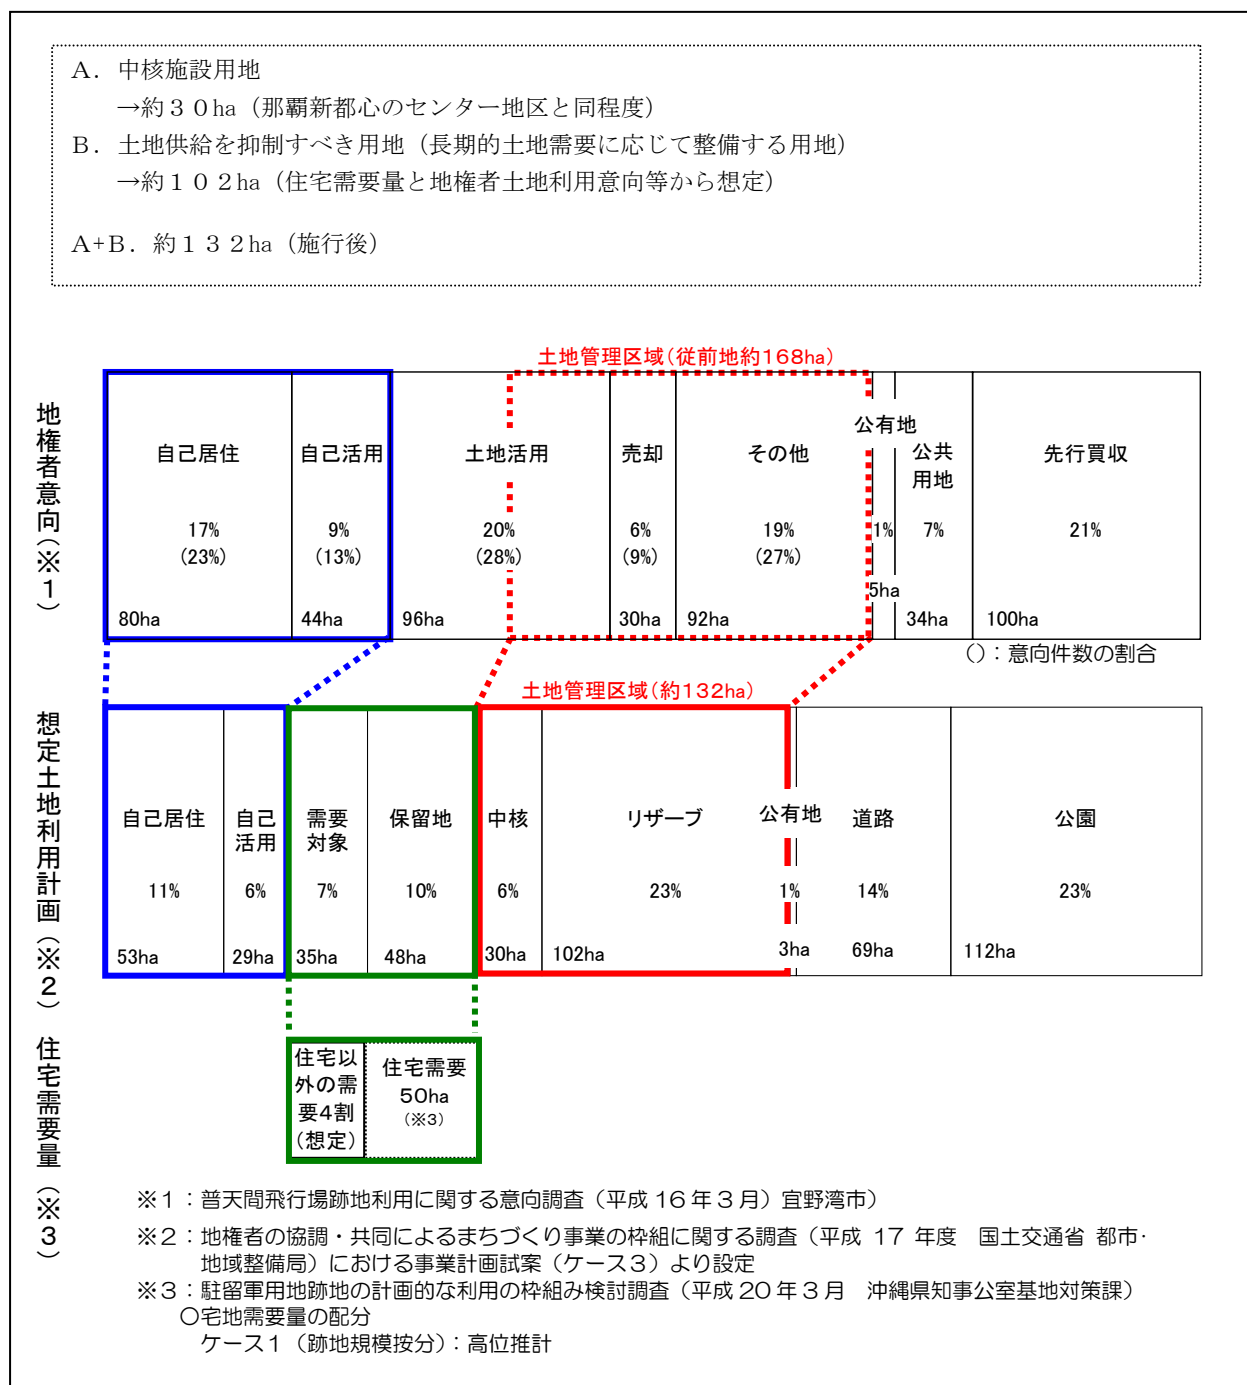 A．中核施設用地
→約３０ha（那覇新都心のセンター地区と同程度）
B．土地供給を抑制すべき用地（長期的土地需要に応じて整備する用地）
→約１０２ha（住宅需要量と地権者土地利用意向等から想定）
A+B．約１３２ha（施行後）
土地管理区域（従前地約168ha）
地権者意向（※１）
自己居住
自己活用
土地活用
売却
その他
公有地
公共
用地
先行買収
17%
(23%)
9%
(13%)
20%
(28%)
6%
(9%)
19%
(27%)
1%
7%
21%
80ha
44ha
96ha
30ha
92ha
5ha
34ha
100ha
（）：意向件数の割合
土地管理区域（約132ha）
想定土地利用計画（※２）
自己居住
自己
活用
需要
対象
保留地
中核
リザーブ
公有地
道路
公園
11%
6%
7%
10%
6%
23%
1%
14%
23%
53ha
29ha
35ha
48ha
30ha
102ha
3ha
69ha
112ha
住宅需要量（※３）
住宅以
外の需
要4割
（想定）
住宅需要
50ha
（※3）
※１：普天間飛行場跡地利用に関する意向調査（平成 16 年３月）宜野湾市）
※２：地権者の協調・共同によるまちづくり事業の枠組に関する調査（平成 17 年度　国土交通省 都市・
地域整備局）における事業計画試案（ケース３）より設定
※３：駐留軍用地跡地の計画的な利用の枠組み検討調査（平成 20 年３月　沖縄県知事公室基地対策課）
〇宅地需要量の配分
ケース１（跡地規模按分）：高位推計